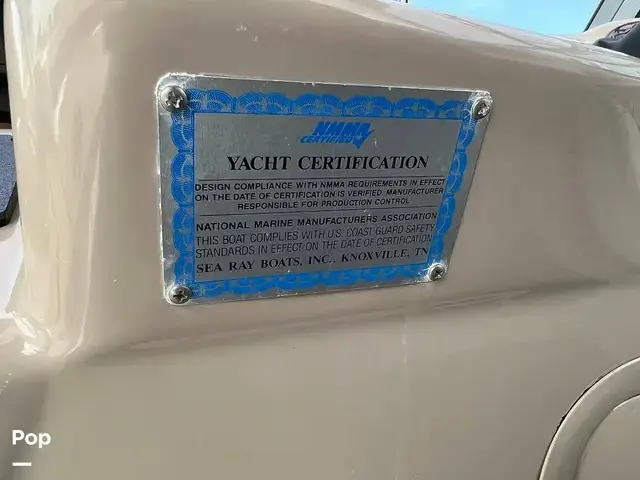 NMMA
CERTIFIED
YACHT CERTIFICATION
DESIGN COMPLIANCE WITH NMMA REQUIREMENTS IN EFFECT
ON THE DATE OF CERTIFICATION IS VERIFIED. MANUFACTURER
RESPONSIBLE FOR PRODUCTION CONTROL.
NATIONAL MARINE MANUFACTURERS ASSOCIATION
THIS BOAT COMPLIES WITH U.S. COAST GUARD SAFETY
STANDARDS IN EFFECT ON THE DATE OF CERTIFICATION
SEA RAY BOATS, INC., KNOXVILLE, TN
Pop